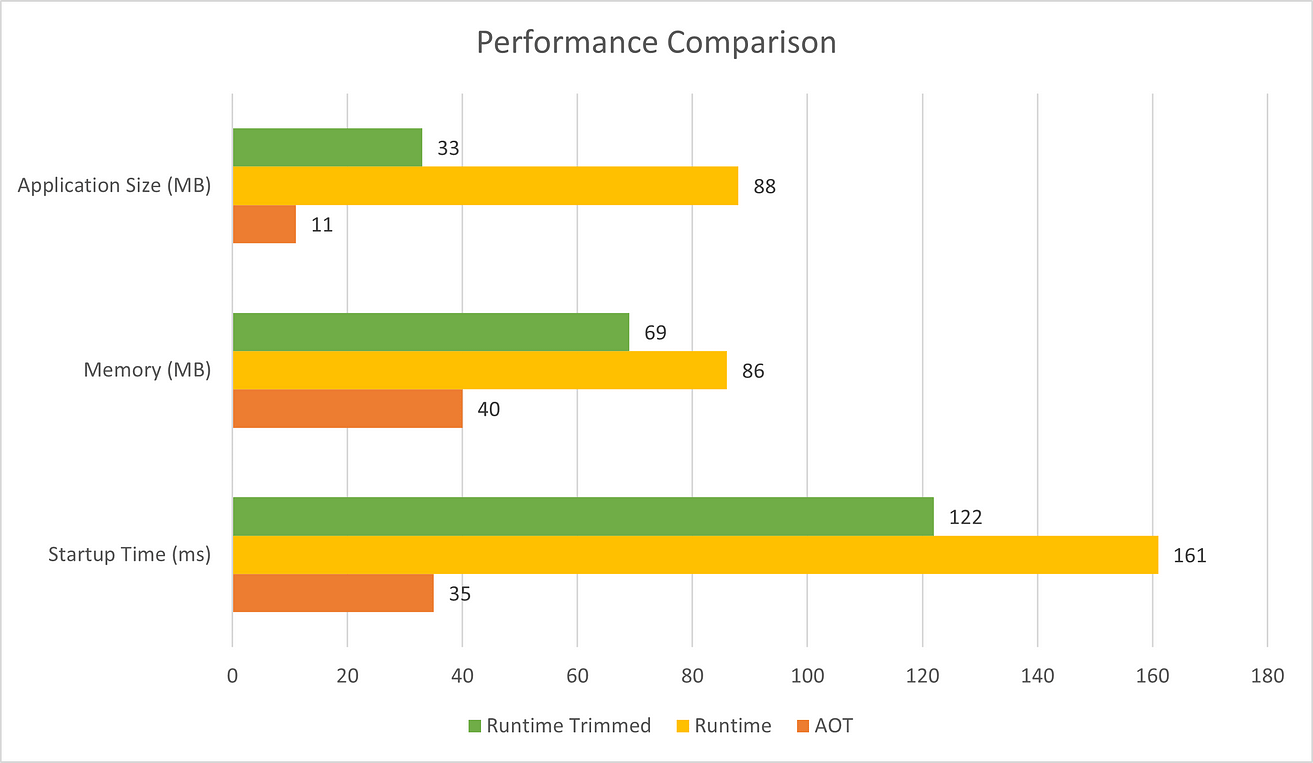 Performance Comparison
33
Application Size (MB)
88
11
69
Memory (MB)
86
40
122
Startup Time (ms)
161
35
0 20 40 60 80 100 120 140 160 180
Runtime Trimmed Runtime AOT